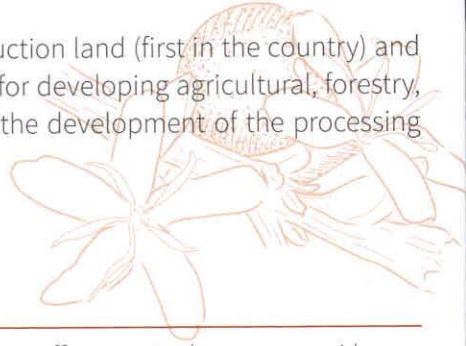 uction land (first in the country) and
for developing agricultural, forestry,
the development of the processing